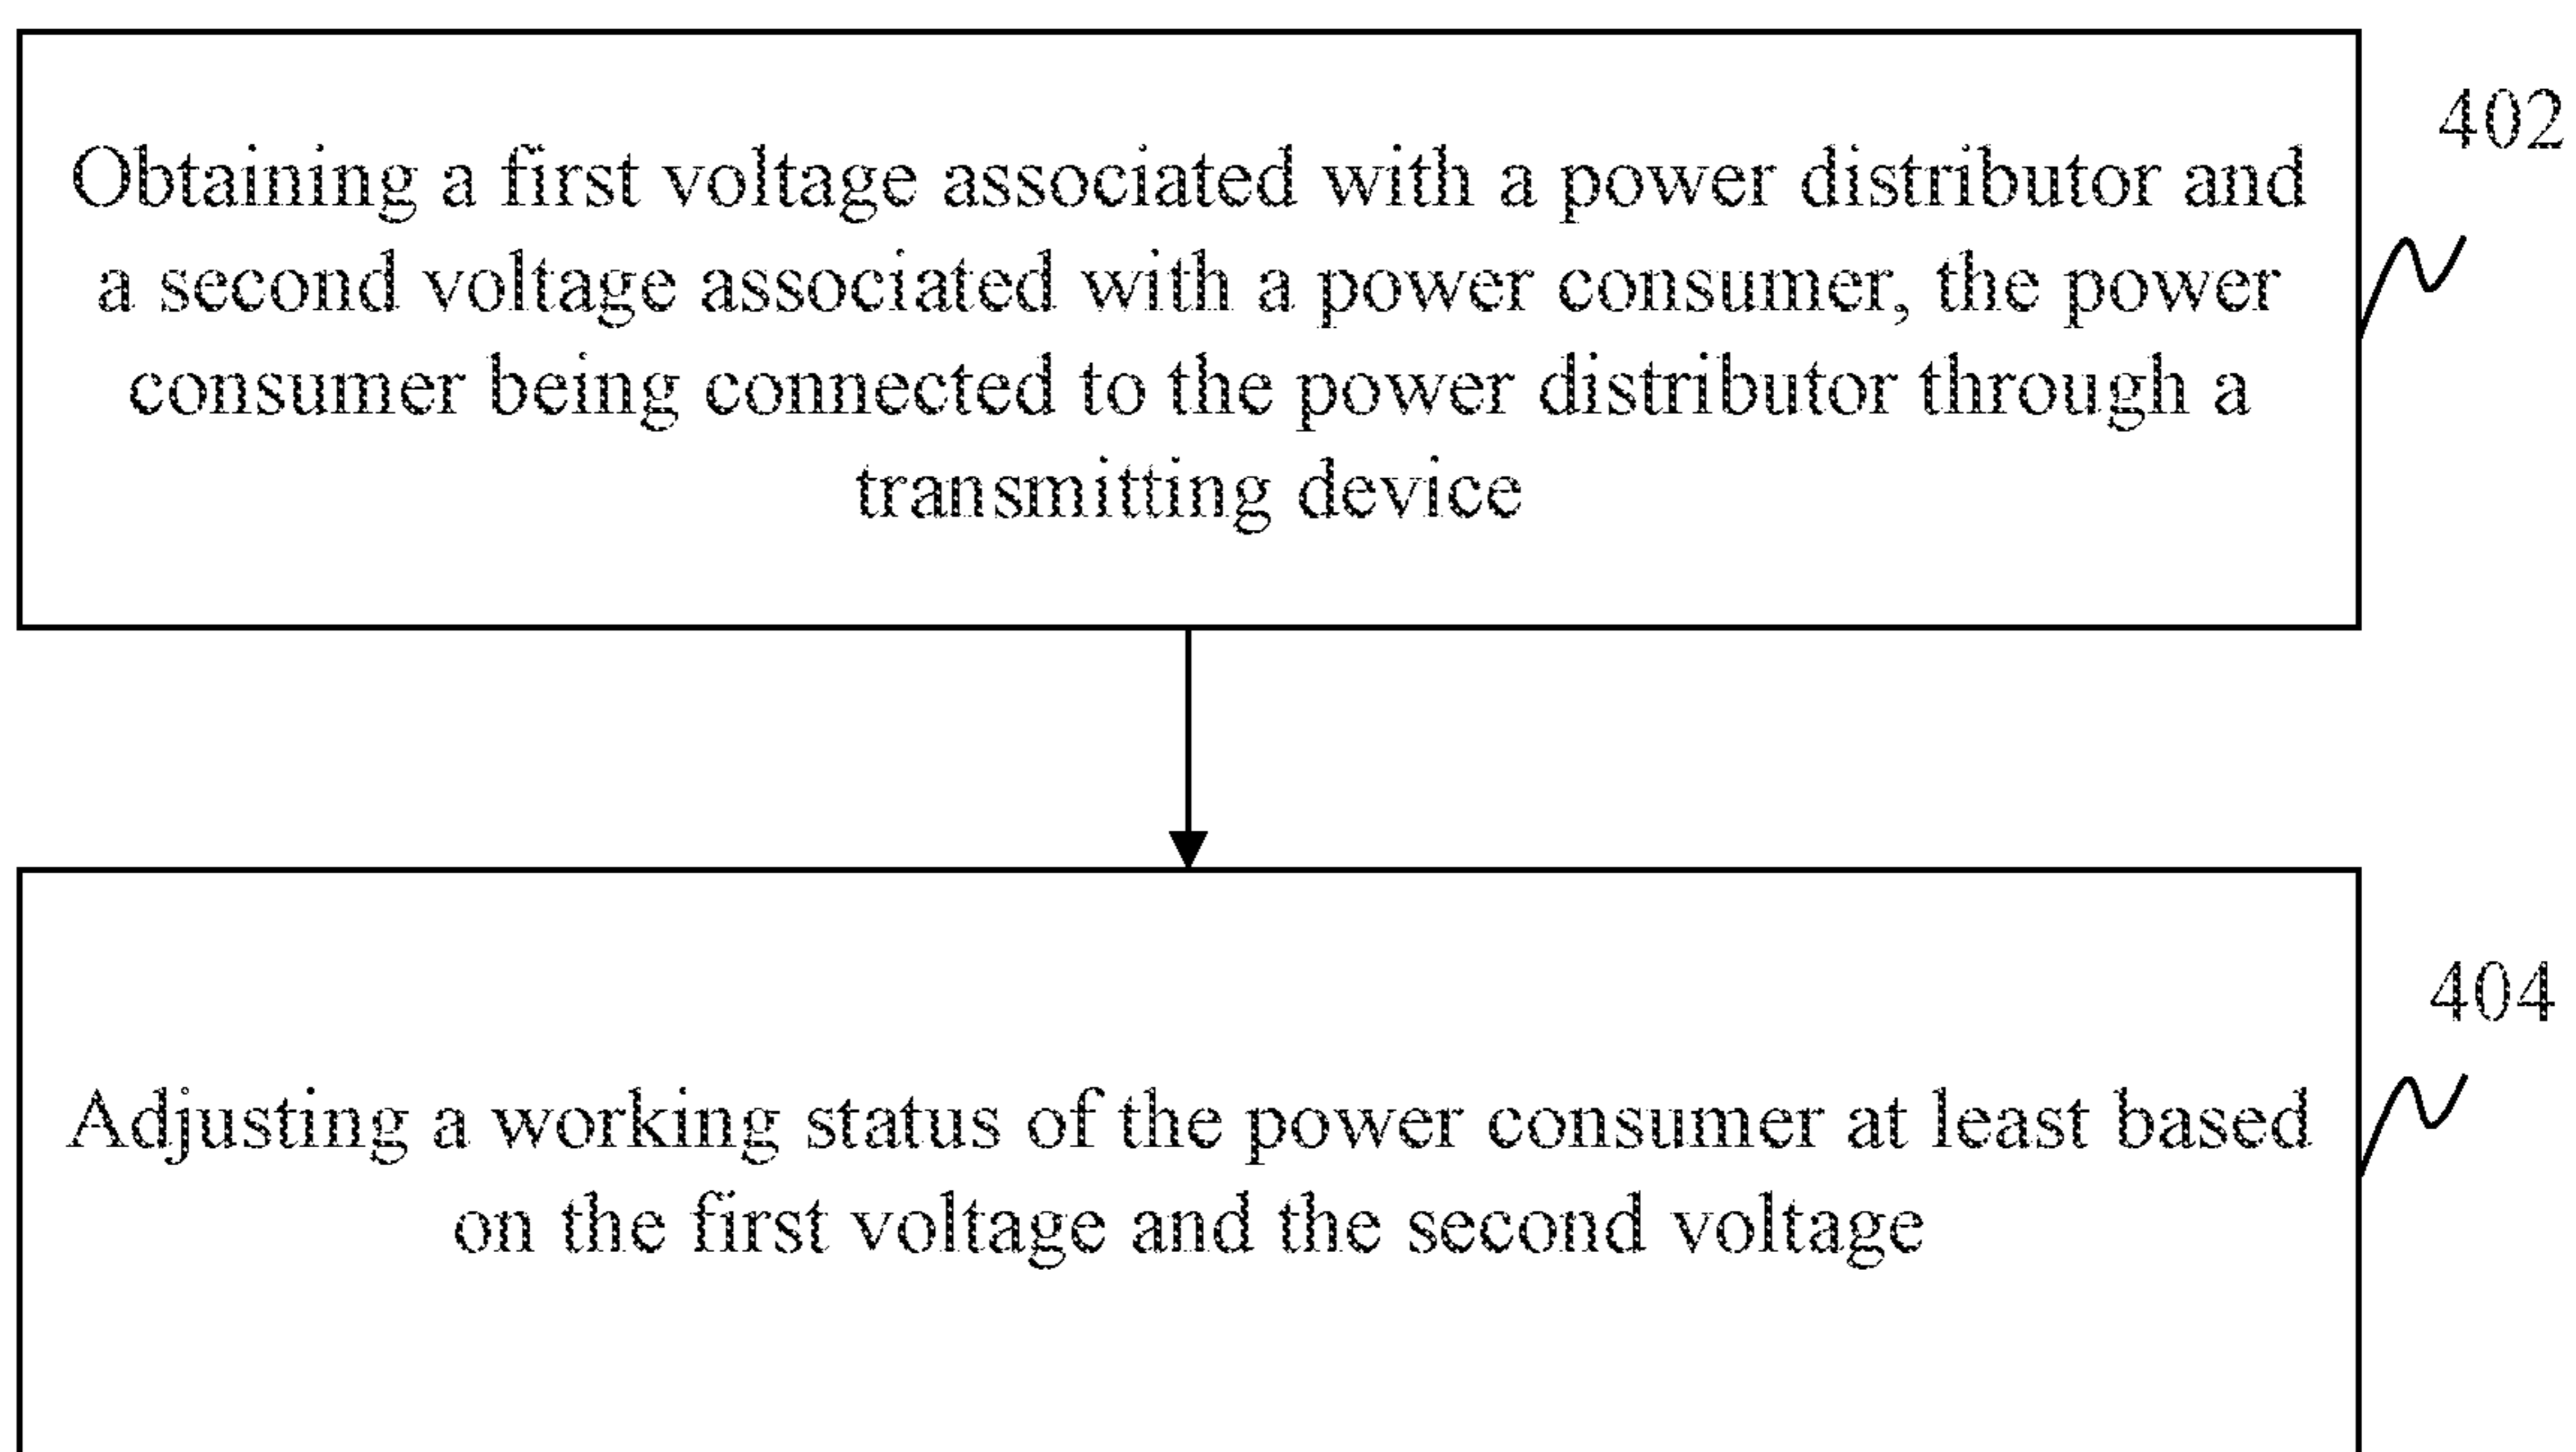 Obtaining a first voltage associated with a power distributor and
a second voltage associated with a power consumer, the power
consumer being connected to the power distributor through a
transmitting device
402
Adjusting a working status of the power consumer at least based
on the first voltage and the second voltage
404